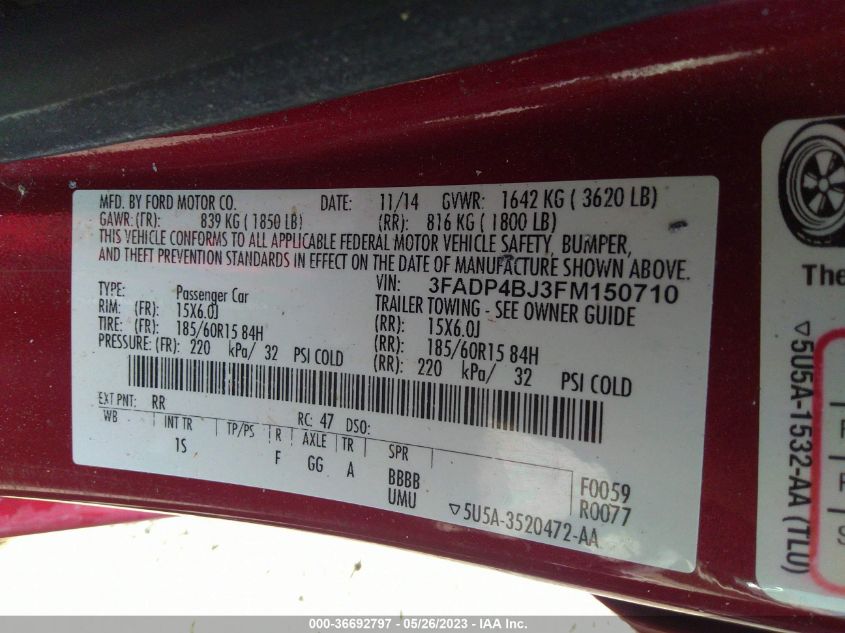 MFD. BY FORD MOTOR CO. DATE: 11/14 GVWR: 1642 KG ( 3620 LB)
GAWR: (FR): 839 KG ( 1850 LB) (RR): 816 KG ( 1800 LB)
THIS VEHICLE CONFORMS TO ALL APPLICABLE FEDERAL MOTOR VEHICLE SAFETY, BUMPER,
AND THEFT PREVENTION STANDARDS IN EFFECT ON THE DATE OF MANUFACTURE SHOWN ABOVE.
VIN: 3FADP4BJ3FM150710
TYPE: Passenger Car TRAILER TOWING - SEE OWNER GUIDE
RIM: (FR): 15X6.0J (RR): 15X6.0J
TIRE: (FR): 185/60R15 84H (RR): 185/60R15 84H
PRESSURE: (FR): 220 kPa/ 32 PSI COLD (RR): 220 kPa/ 32 PSI COLD
EXT PNT: RR RC: 47 DSO:
WB INT TR TP/PS R AXLE TR SPR
1S F GG A BBBB
UMU
F0059
R0077
▽5U5A-3520472-AA
The
▽5U5A-1532-AA (TLU)
000-36692797 - 05/26/2023 - IAA Inc.